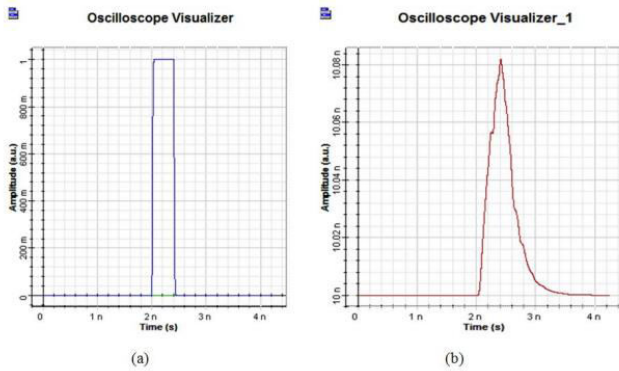 Oscilloscope Visualizer
Amplitude (a.u.)
1
800 m
600 m
400 m
200 m
0
0 1 n 2 n 3 n 4 n
Time (s)
(a)
Oscilloscope Visualizer_1
Amplitude (a.u.)
10.08 n
10.06 n
10.04 n
10.02 n
10 n
0 1 n 2 n 3 n 4 n
Time (s)
(b)